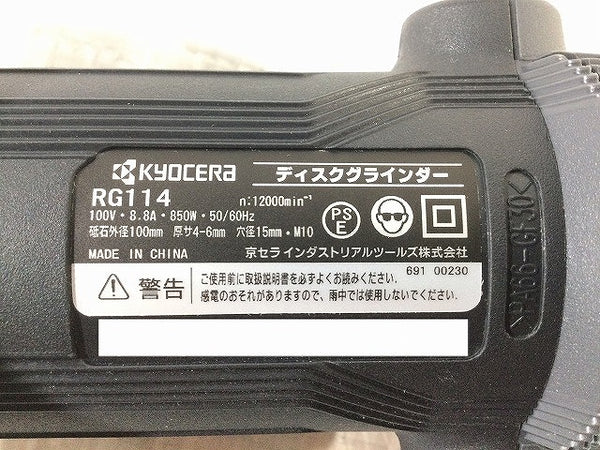 KYOCERA ディスクグラインダー
RG114 n:12000min⁻¹
100V・8.8A・850W・50/60Hz
砥石外径100mm 厚サ4-6mm 穴径15mm・M10
PS
E
MADE IN CHINA 京セラインダストリアルツールズ株式会社
691 00230
警告
ご使用前に取扱説明書を必ずよくお読みください.
感電のおそれがありますので、雨中では使用しないでください.
>PA66-GF30<